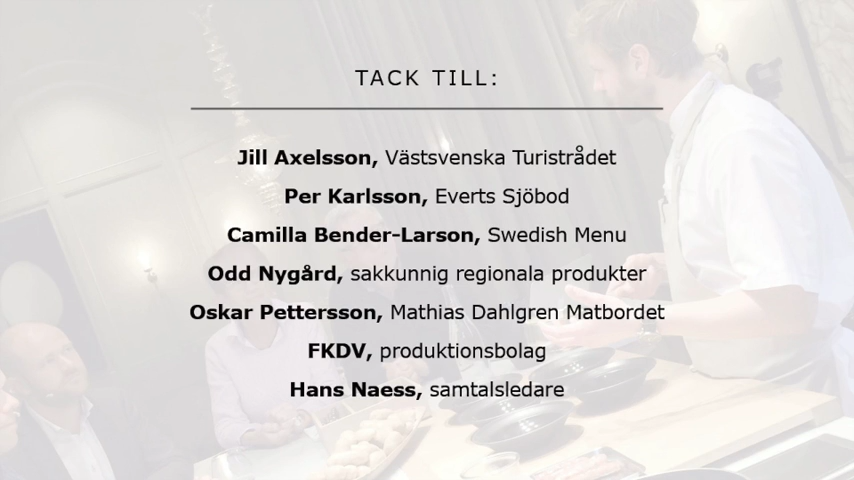 TACK TILL:
Jill Axelsson, Västsvenska Turistrådet
Per Karlsson, Everts Sjöbod
Camilla Bender-Larson, Swedish Menu
Odd Nygård, sakkunnig regionala produkter
Oskar Pettersson, Mathias Dahlgren Matbordet
FKDV, produktionsbolag
Hans Naess, samtalsledare